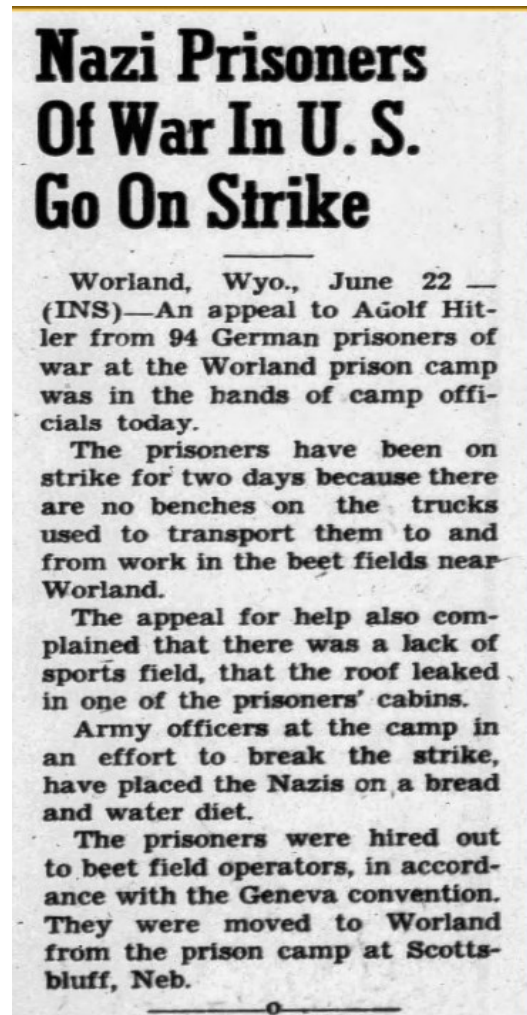 Nazi Prisoners
Of War In U. S.
Go On Strike
Worland, Wyo., June 22 —
(INS)—An appeal to Adolf Hit-
ler from 94 German prisoners of
war at the Worland prison camp
was in the hands of camp offi-
cials today.
The prisoners have been on
strike for two days because there
are no benches on the trucks
used to transport them to and
from work in the beet fields near
Worland.
The appeal for help also com-
plained that there was a lack of
sports field, that the roof leaked
in one of the prisoners' cabins.
Army officers at the camp in
an effort to break the strike,
have placed the Nazis on a bread
and water diet.
The prisoners were hired out
to beet field operators, in accord-
ance with the Geneva convention.
They were moved to Worland
from the prison camp at Scotts-
bluff, Neb.